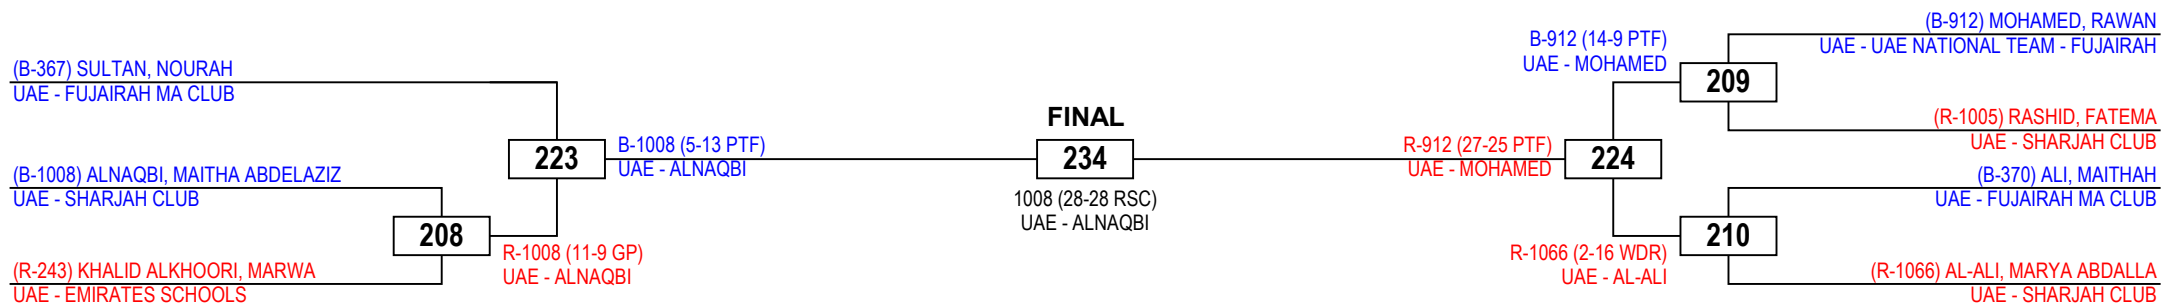 (B-367) SULTAN, NOURAH
UAE - FUJAIRAH MA CLUB
(B-1008) ALNAQBI, MAITHA ABDELAZIZ
UAE - SHARJAH CLUB
(R-243) KHALID ALKHOORI, MARWA
UAE - EMIRATES SCHOOLS
208
R-1008 (11-9 GP)
UAE - ALNAQBI
223
B-1008 (5-13 PTF)
UAE - ALNAQBI
FINAL
234
1008 (28-28 RSC)
UAE - ALNAQBI
R-912 (27-25 PTF)
UAE - MOHAMED
224
B-912 (14-9 PTF)
UAE - MOHAMED
R-1066 (2-16 WDR)
UAE - AL-ALI
209
210
(B-912) MOHAMED, RAWAN
UAE - UAE NATIONAL TEAM - FUJAIRAH
(R-1005) RASHID, FATEMA
UAE - SHARJAH CLUB
(B-370) ALI, MAITHAH
UAE - FUJAIRAH MA CLUB
(R-1066) AL-ALI, MARYA ABDALLA
UAE - SHARJAH CLUB